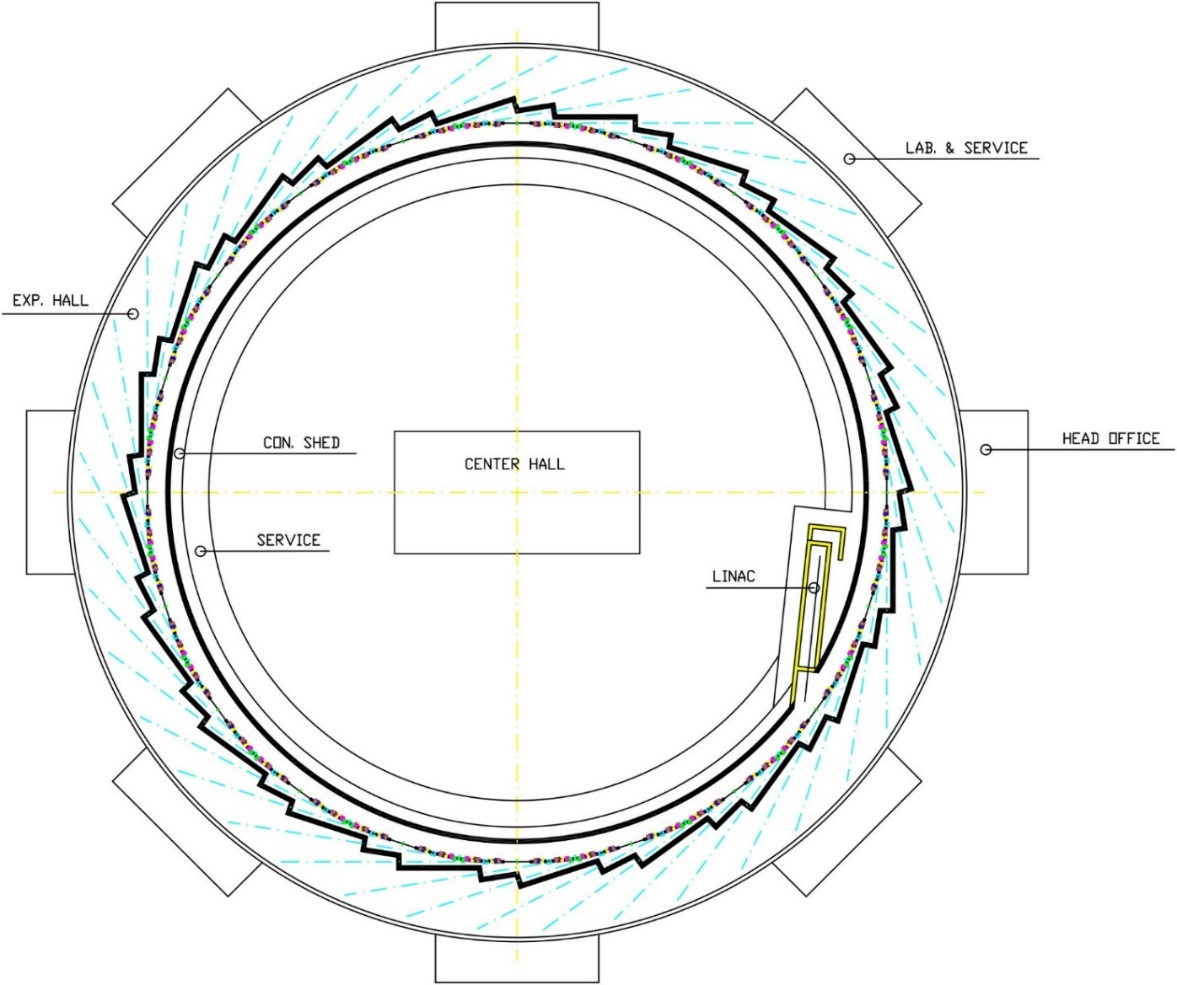 LAB. & SERVICE
EXP. HALL
HEAD OFFICE
CON. SHED
CENTER HALL
SERVICE
LINAC